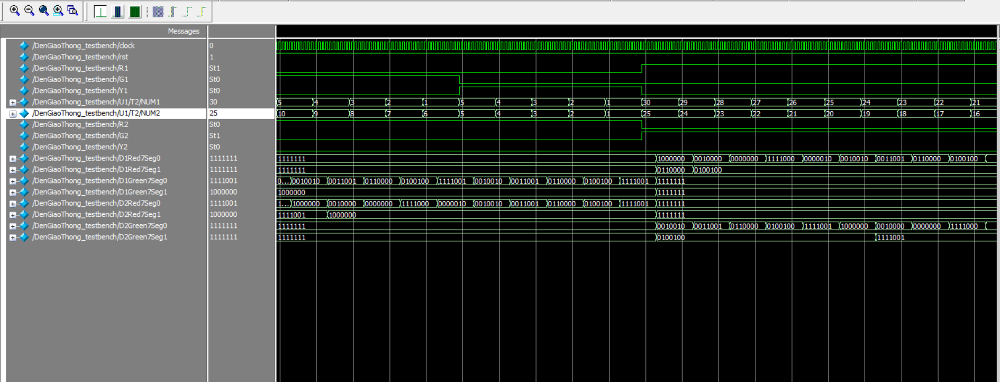 Messages
/DenGiaoThong_testbench/clock 0
/DenGiaoThong_testbench/rst 1
/DenGiaoThong_testbench/R1 St1
/DenGiaoThong_testbench/G1 St0
/DenGiaoThong_testbench/Y1 St0
/DenGiaoThong_testbench/U1/T2/NUM1 30 5 4 3 2 1 5 4 3 2 1 30 29 28 27 26 25 24 23 22 21
/DenGiaoThong_testbench/U1/T2/NUM2 25 10 9 8 7 6 5 4 3 2 1 25 24 23 22 21 20 19 18 17 16
/DenGiaoThong_testbench/R2 St0
/DenGiaoThong_testbench/G2 St1
/DenGiaoThong_testbench/Y2 St0
/DenGiaoThong_testbench/D1Red7Seg0 1111111 1111111 1000000 0010000 0000000 1111000 0000010 0010010 0011001 0110000 0100100
/DenGiaoThong_testbench/D1Red7Seg1 1111111 1111111 0110000 0100100
/DenGiaoThong_testbench/D1Green7Seg0 1111001 0... 0010010 0011001 0110000 0100100 1111001 0010010 0011001 0110000 0100100 1111001 1111111
/DenGiaoThong_testbench/D1Green7Seg1 1000000 1000000 1111111
/DenGiaoThong_testbench/D2Red7Seg0 1111001 1... 1000000 0010000 0000000 1111000 0000010 0010010 0011001 0110000 0100100 1111001 1111111
/DenGiaoThong_testbench/D2Red7Seg1 1000000 1111001 1000000 1111111
/DenGiaoThong_testbench/D2Green7Seg0 1111111 1111111 0010010 0011001 0110000 0100100 1111001 1000000 0010000 0000000 1111000
/DenGiaoThong_testbench/D2Green7Seg1 1111111 1111111 0100100 1111001